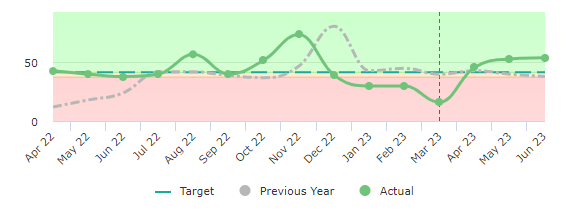 50
0
Apr 22 May 22 Jun 22 Jul 22 Aug 22 Sep 22 Oct 22 Nov 22 Dec 22 Jan 23 Feb 23 Mar 23 Apr 23 May 23 Jun 23
Target Previous Year Actual